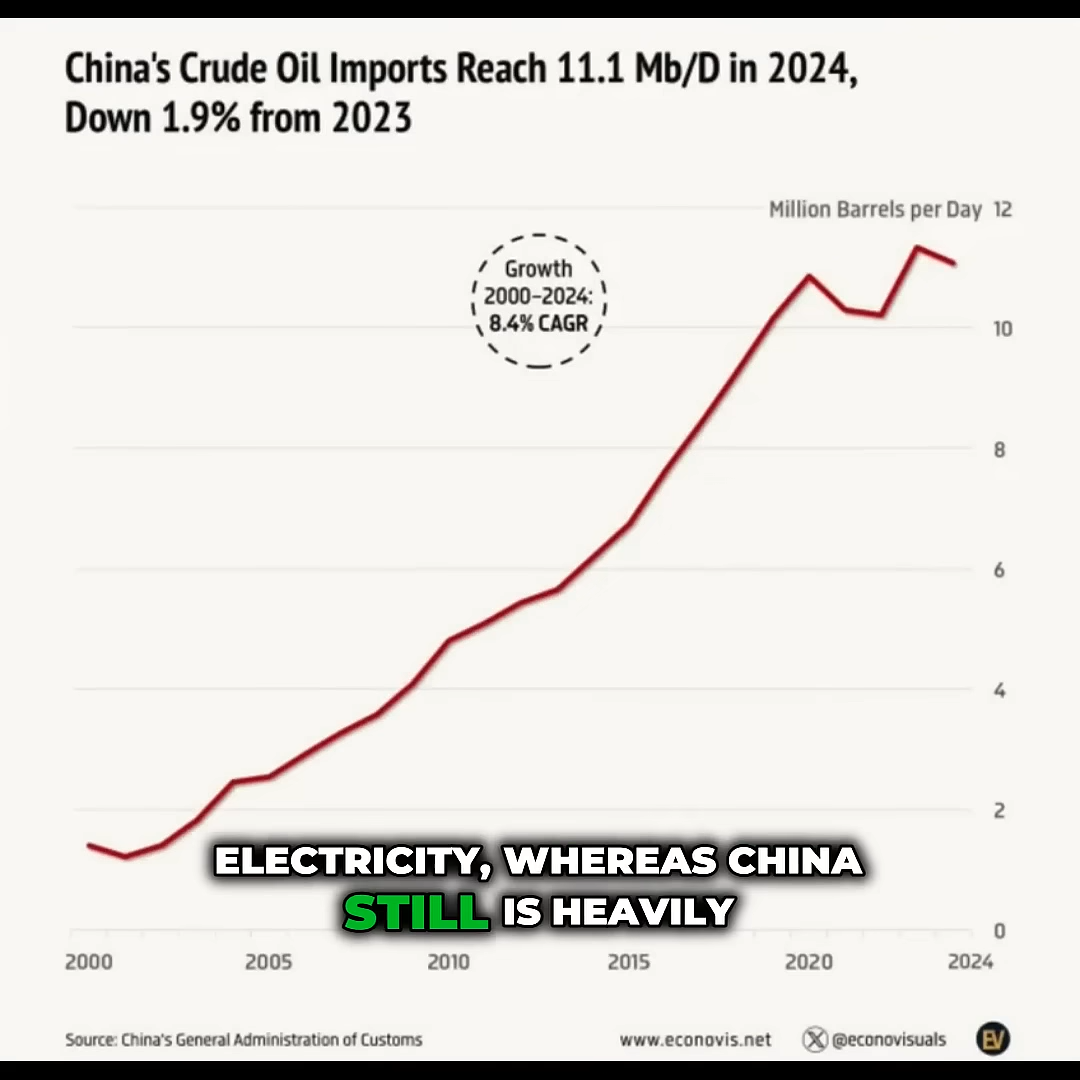 China's Crude Oil Imports Reach 11.1 Mb/D in 2024,
Down 1.9% from 2023
Million Barrels per Day 12
Growth
2000–2024:
8.4% CAGR
10
8
6
4
2
ELECTRICITY, WHEREAS CHINA
STILL IS HEAVILY
0
2000 2005 2010 2015 2020 2024
Source: China's General Administration of Customs www.econovis.net X @econovisuals EV